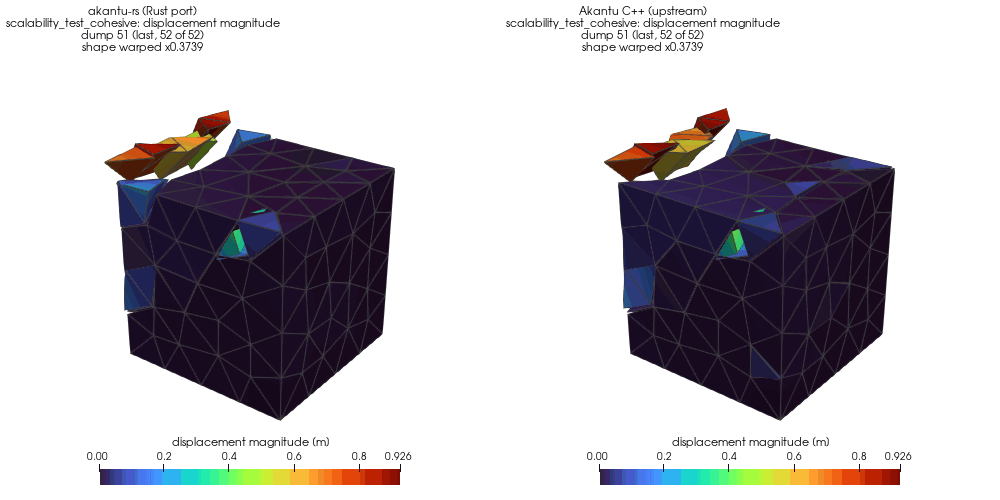 akantu-rs (Rust port)
scalability_test_cohesive: displacement magnitude
dump 51 (last, 52 of 52)
shape warped x0.3739
Akantu C++ (upstream)
scalability_test_cohesive: displacement magnitude
dump 51 (last, 52 of 52)
shape warped x0.3739
displacement magnitude (m)
0.00 0.2 0.4 0.6 0.8 0.926
displacement magnitude (m)
0.00 0.2 0.4 0.6 0.8 0.926